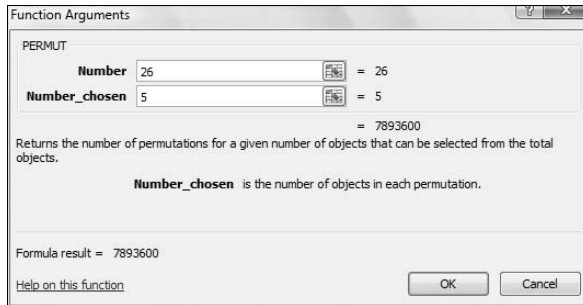 Function Arguments
PERMUT
Number 26 = 26
Number_chosen 5 = 5
= 7893600
Returns the number of permutations for a given number of objects that can be selected from the total
objects.
Number_chosen is the number of objects in each permutation.
Formula result = 7893600
Help on this function
OK Cancel